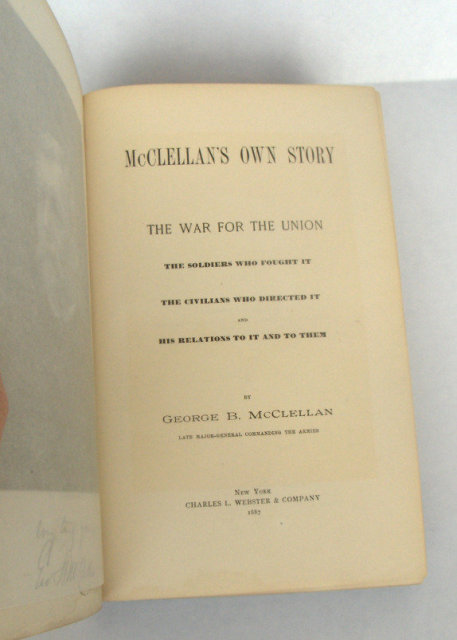 McCLELLAN'S OWN STORY
THE WAR FOR THE UNION
THE SOLDIERS WHO FOUGHT IT
THE CIVILIANS WHO DIRECTED IT
AND
HIS RELATIONS TO IT AND TO THEM
BY
GEORGE B. McCLELLAN
LATE MAJOR-GENERAL COMMANDING THE ARMIES
NEW YORK
CHARLES L. WEBSTER & COMPANY
1887